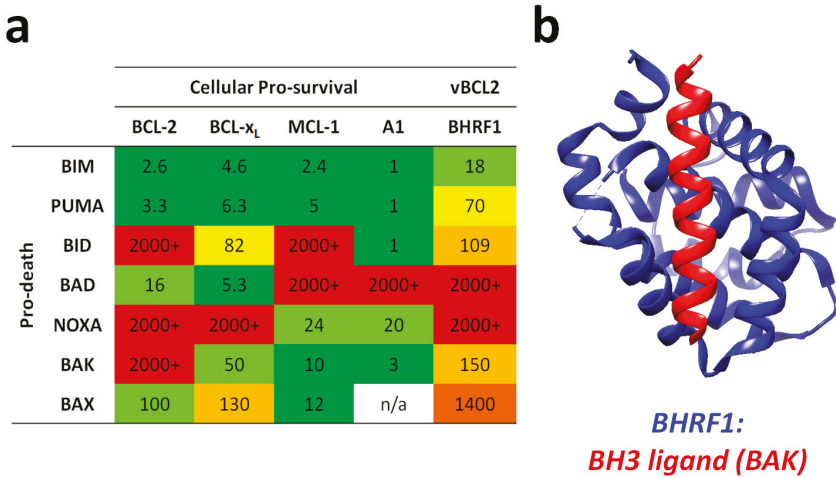 a
b
Cellular Pro-survival vBCL2
BCL-2 BCL-xL MCL-1 A1 BHRF1
Pro-death
BIM 2.6 4.6 2.4 1 18
PUMA 3.3 6.3 5 1 70
BID 2000+ 82 2000+ 1 109
BAD 16 5.3 2000+ 2000+ 2000+
NOXA 2000+ 2000+ 24 20 2000+
BAK 2000+ 50 10 3 150
BAX 100 130 12 n/a 1400
BHRF1:
BH3 ligand (BAK)